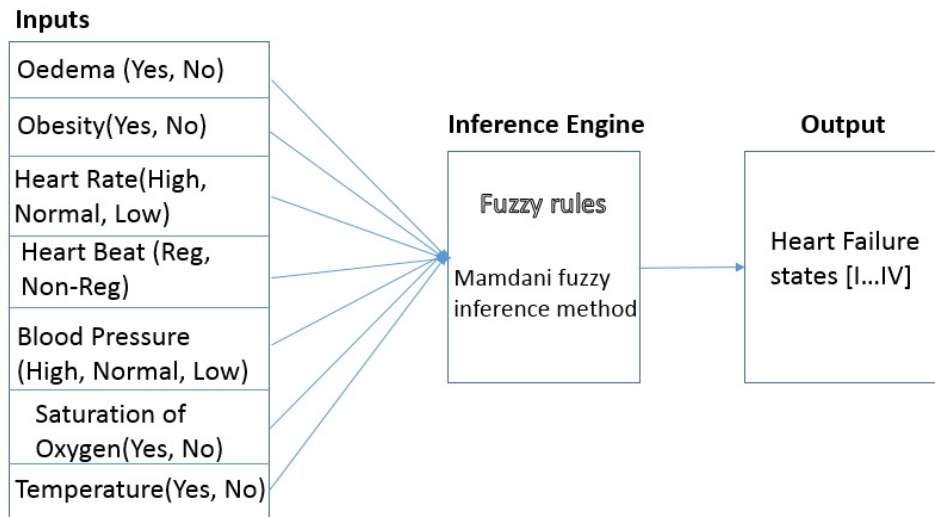 Inputs
Oedema (Yes, No)
Obesity(Yes, No)
Heart Rate(High,
Normal, Low)
Heart Beat (Reg,
Non-Reg)
Blood Pressure
(High, Normal, Low)
Saturation of
Oxygen(Yes, No)
Temperature(Yes, No)
Inference Engine
Fuzzy rules
Mamdani fuzzy
inference method
Output
Heart Failure
states [I...IV]